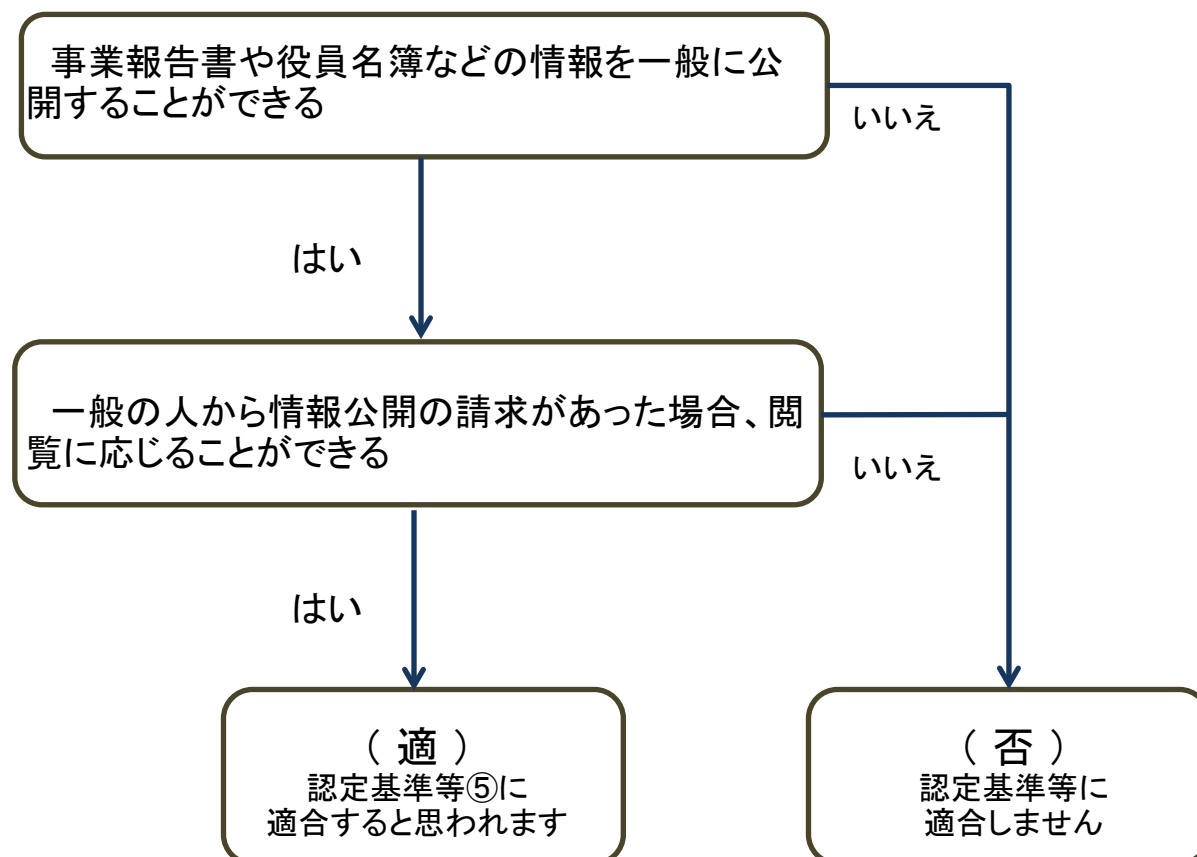 事業報告書や役員名簿などの情報を一般に公
開することができる
いいえ
はい
一般の人から情報公開の請求があった場合、閲
覧に応じることができる
いいえ
はい
（ 適 ）
認定基準等⑤に
適合すると思われます
（ 否 ）
認定基準等に
適合しません